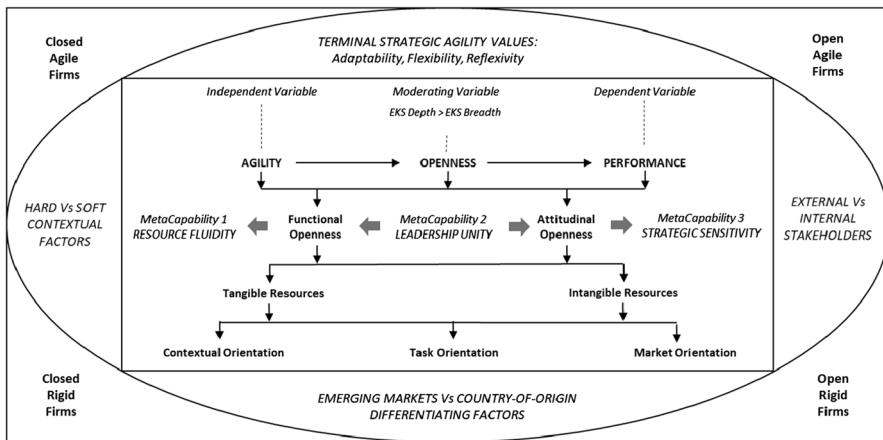 Closed
Agile
Firms
TERMINAL STRATEGIC AGILITY VALUES:
Adaptability, Flexibility, Reflexivity
Open
Agile
Firms
Independent Variable
Moderating Variable
Dependent Variable
EKS Depth > EKS Breadth
AGILITY
OPENNESS
PERFORMANCE
HARD Vs SOFT
CONTEXTUAL
FACTORS
MetaCapability 1
RESOURCE FLUIDITY
Functional
Openness
MetaCapability 2
LEADERSHIP UNITY
Attitudinal
Openness
MetaCapability 3
STRATEGIC SENSITIVITY
EXTERNAL Vs
INTERNAL
STAKEHOLDERS
Tangible Resources
Intangible Resources
Contextual Orientation
Task Orientation
Market Orientation
Closed
Rigid
Firms
EMERGING MARKETS Vs COUNTRY-OF-ORIGIN
DIFFERENTIATING FACTORS
Open
Rigid
Firms